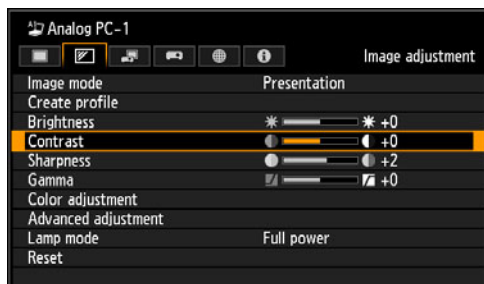 Analog PC-1
Image adjustment
Image mode Presentation
Create profile
Brightness +0
Contrast +0
Sharpness +2
Gamma +0
Color adjustment
Advanced adjustment
Lamp mode Full power
Reset